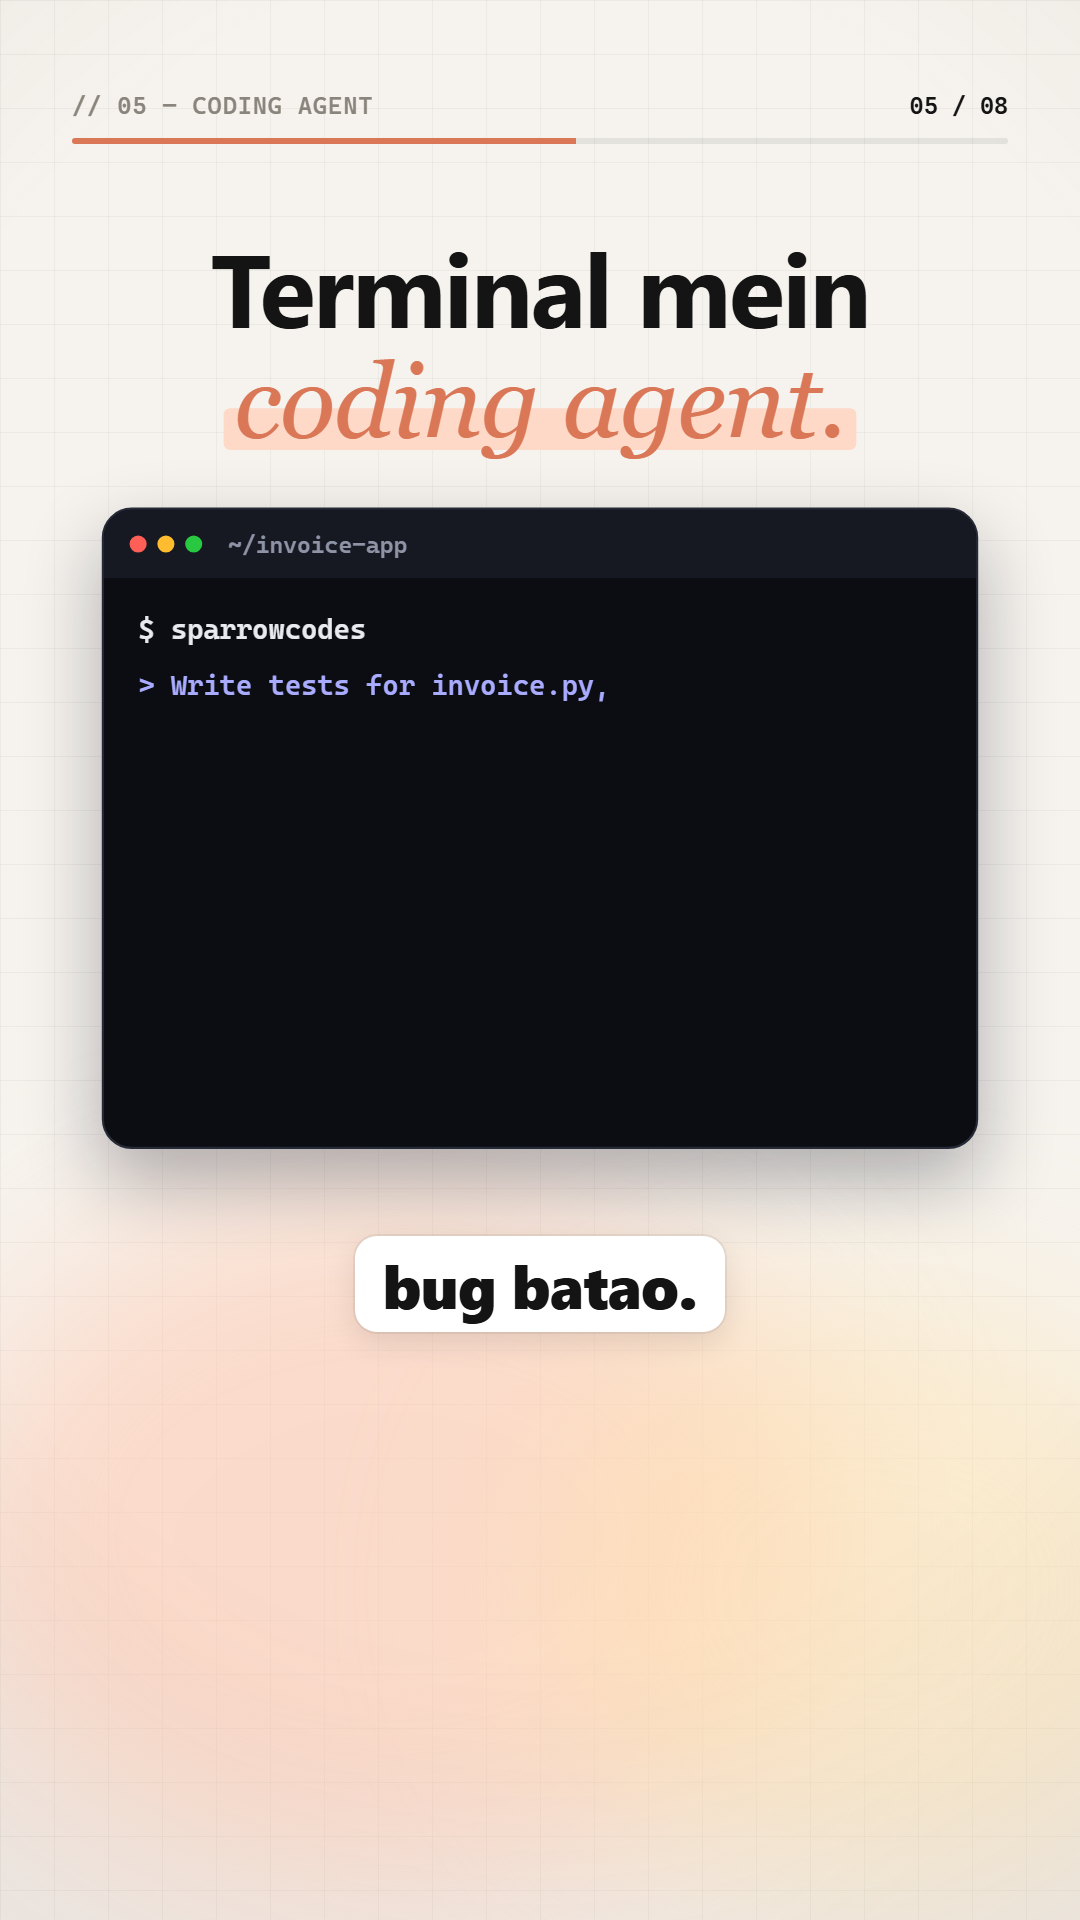 // 05 — CODING AGENT
05 / 08
Terminal mein
coding agent.
~/invoice-app
$ sparrowcodes
> Write tests for invoice.py,
bug batao.